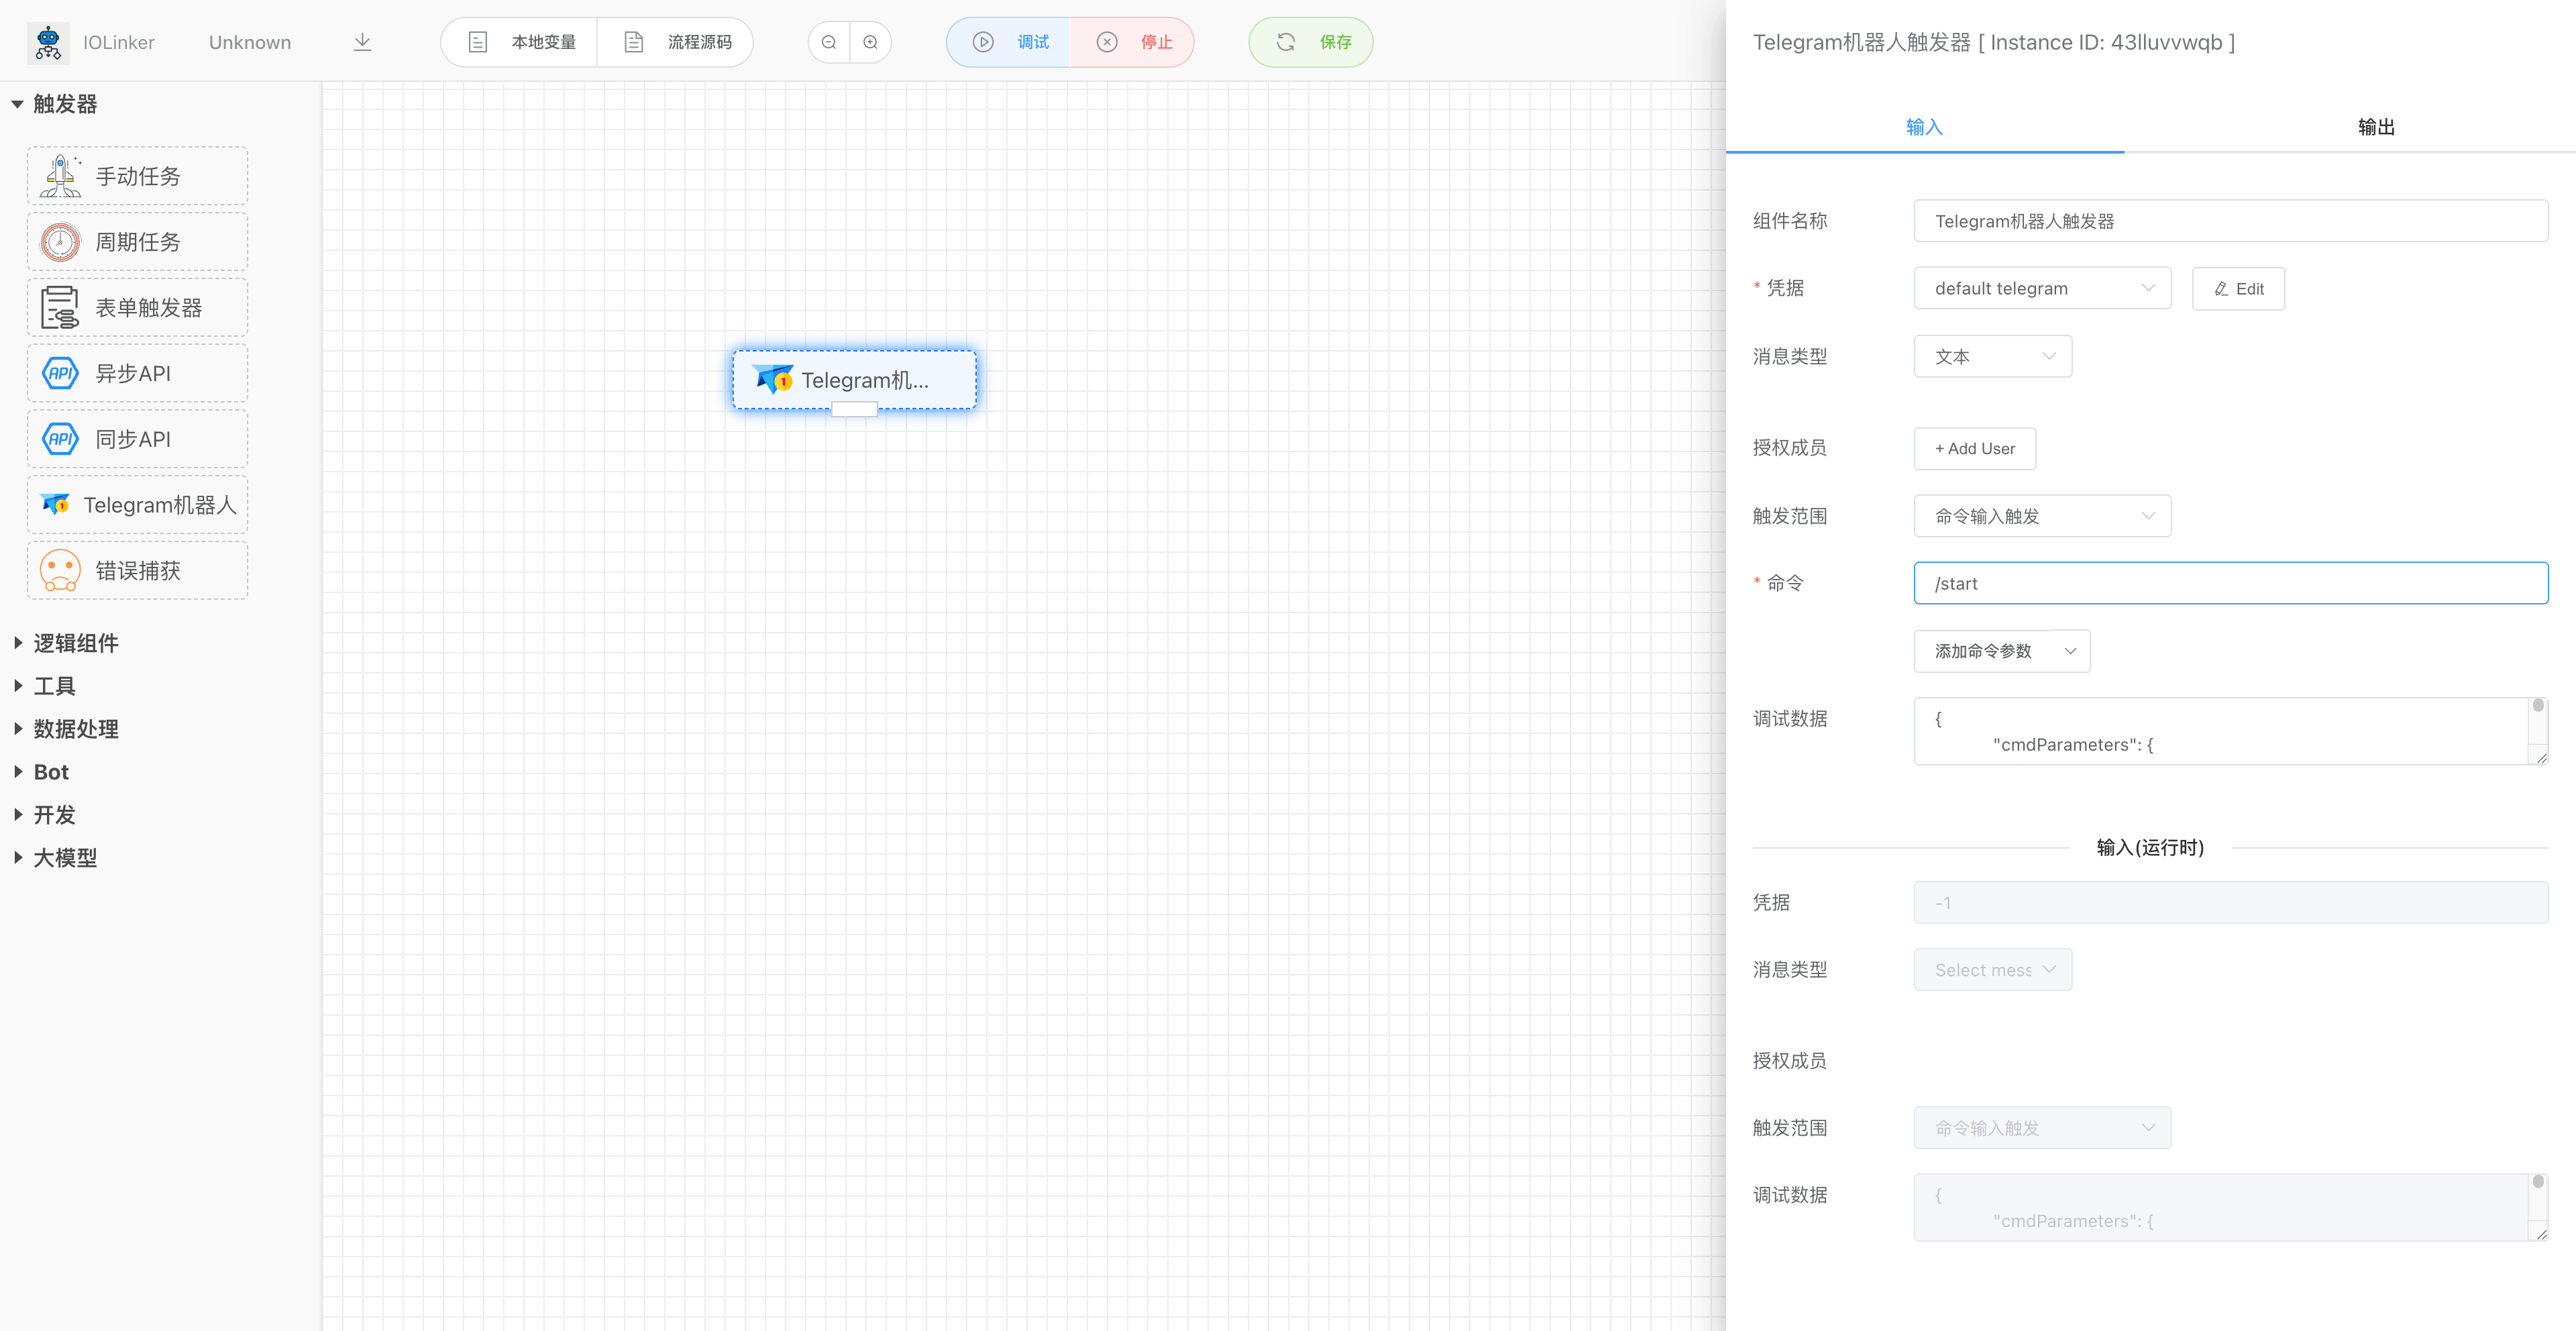 IOLinker
Unknown
本地变量
流程源码
调试
停止
保存
触发器
手动任务
周期任务
表单触发器
API 异步API
API 同步API
1 Telegram机器人
错误捕获
逻辑组件
工具
数据处理
Bot
开发
大模型
1 Telegram机...
Telegram机器人触发器 [ Instance ID: 43lluvvwqb ]
输入
输出
组件名称
Telegram机器人触发器
* 凭据
default telegram
Edit
消息类型
文本
授权成员
+ Add User
触发范围
命令输入触发
* 命令
/start
添加命令参数
调试数据
{
"cmdParameters": {
输入(运行时)
凭据
-1
消息类型
Select mess
授权成员
触发范围
命令输入触发
调试数据
{
"cmdParameters": {